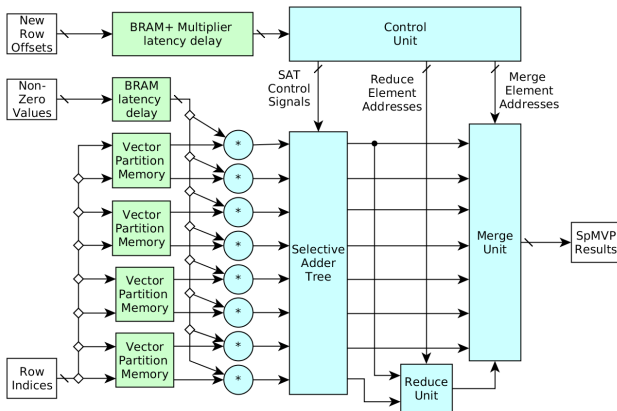 New
Row
Offsets
BRAM+ Multiplier
latency delay
Control
Unit
Non-
Zero
Values
BRAM
latency
delay
SAT
Control
Signals
Reduce
Element
Addresses
Merge
Element
Addresses
Vector
Partition
Memory
Vector
Partition
Memory
Vector
Partition
Memory
Vector
Partition
Memory
*
*
*
*
*
*
*
*
Selective
Adder
Tree
Merge
Unit
SpMVP
Results
Row
Indices
Reduce
Unit